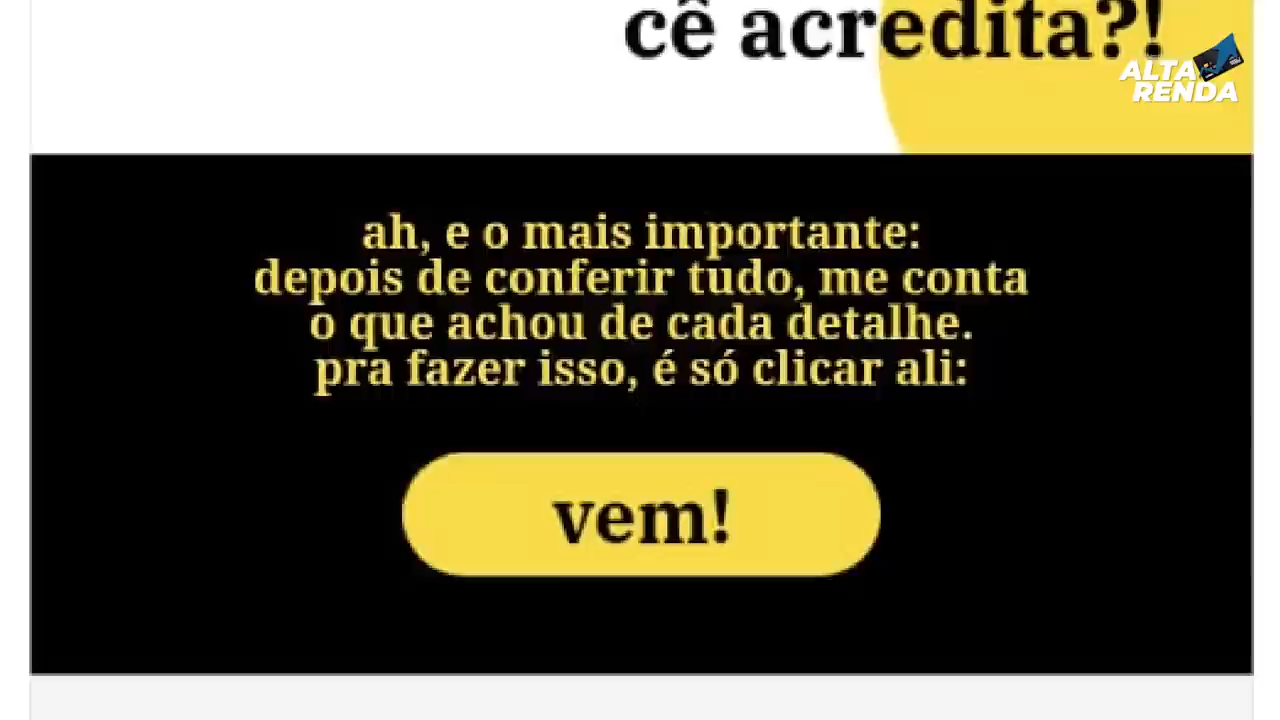 cê acredita?!
ALTA
RENDA
ah, e o mais importante:
depois de conferir tudo, me conta
o que achou de cada detalhe.
pra fazer isso, é só clicar ali:
vem!